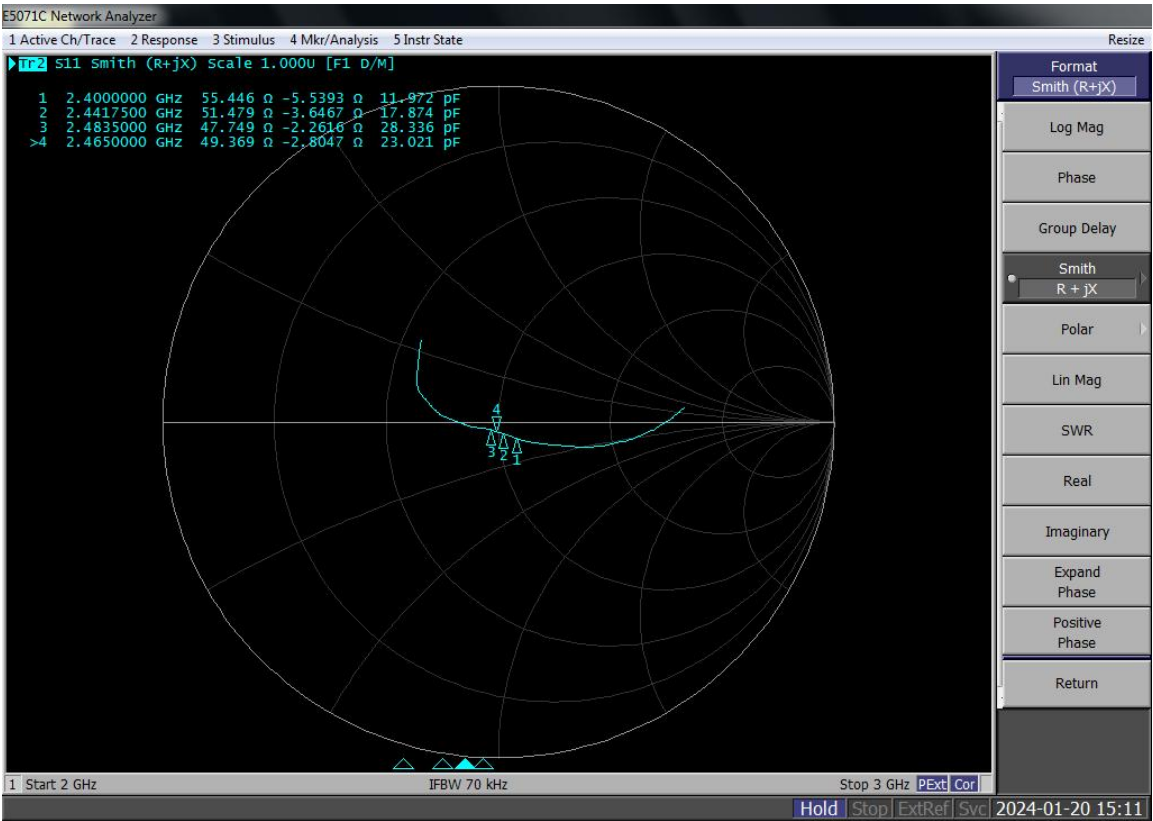 E5071C Network Analyzer
1 Active Ch/Trace 2 Response 3 Stimulus 4 Mkr/Analysis 5 Instr State Resize
Tr2 S11 Smith (R+jX) Scale 1.000U [F1 D/M]
1 2.4000000 GHz 55.446 Ω -5.5393 Ω 11.972 pF
2 2.4417500 GHz 51.479 Ω -3.6467 Ω 17.874 pF
3 2.4835000 GHz 47.749 Ω -2.2616 Ω 28.336 pF
>4 2.4650000 GHz 49.369 Ω -2.8047 Ω 23.021 pF
4
3
2
1
Format
Smith (R+jX)
Log Mag
Phase
Group Delay
Smith
R + jX
Polar
Lin Mag
SWR
Real
Imaginary
Expand
Phase
Positive
Phase
Return
1 Start 2 GHz IFBW 70 kHz Stop 3 GHz PExt Cor
Hold Stop ExtRef Svc 2024-01-20 15:11